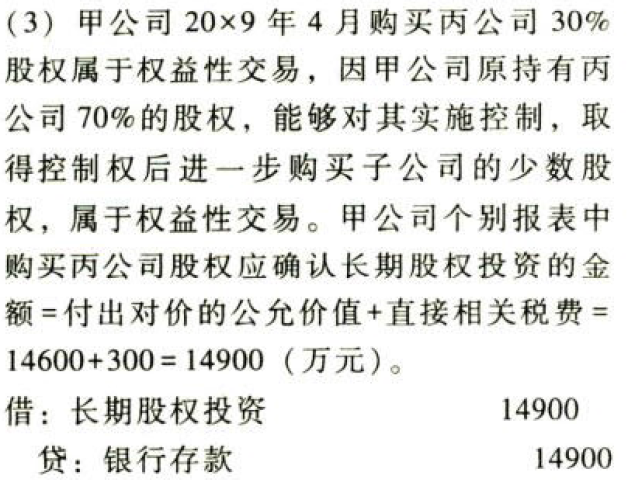 (3) 甲公司 20×9 年 4 月购买丙公司 30%
股权属于权益性交易，因甲公司原持有丙
公司 70%的股权，能够对其实施控制，取
得控制权后进一步购买子公司的少数股
权，属于权益性交易。甲公司个别报表中
购买丙公司股权应确认长期股权投资的金
额=付出对价的公允价值+直接相关税费=
14600+300=14900（万元）。
借：长期股权投资 14900
贷：银行存款 14900